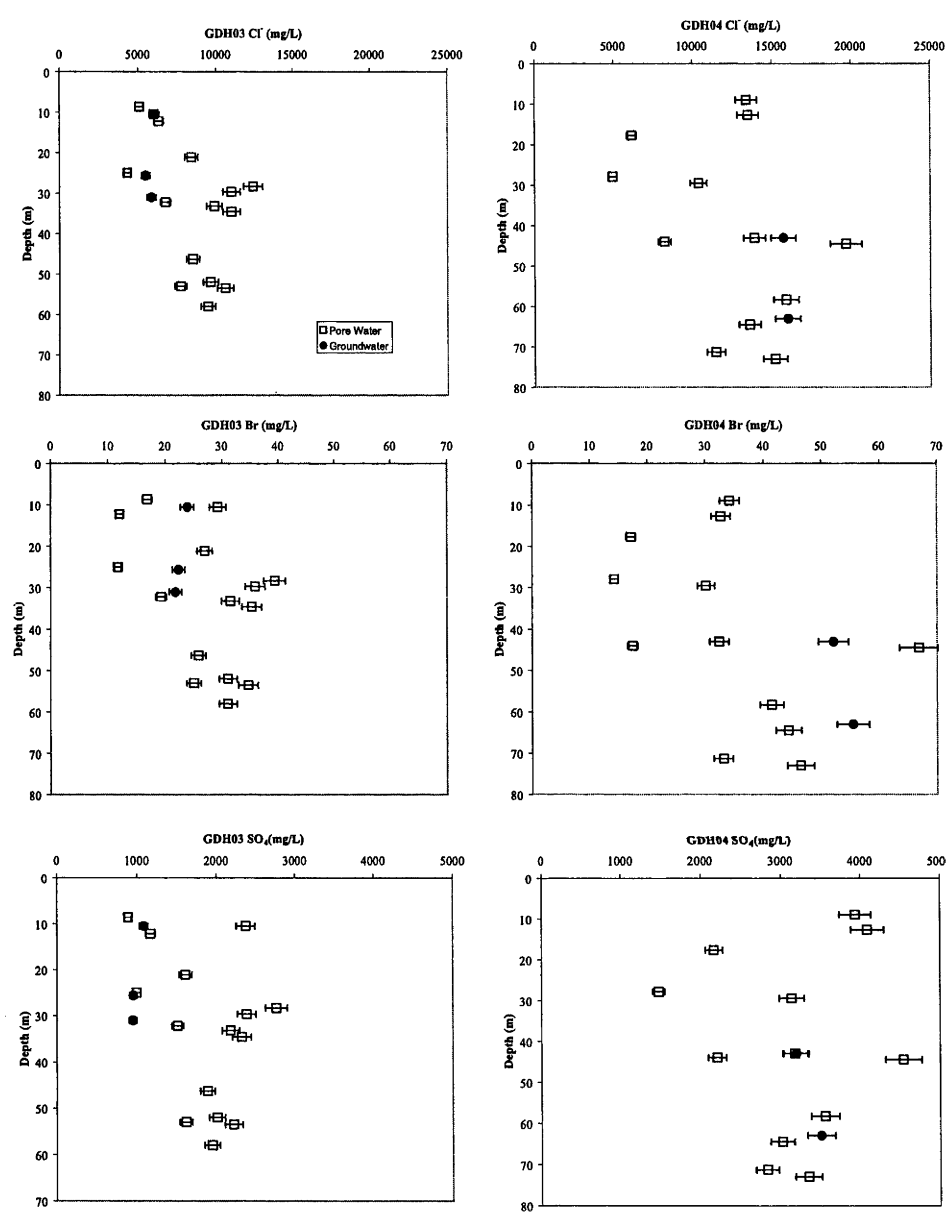 GDH03 Cl⁻ (mg/L)
0 5000 10000 15000 20000 25000
0
10
20
30
40
50
60
70
80
Depth (m)
Pore Water
Groundwater
GDH04 Cl⁻ (mg/L)
0 5000 10000 15000 20000 25000
0
10
20
30
40
50
60
70
80
Depth (m)
GDH03 Br (mg/L)
0 10 20 30 40 50 60 70
0
10
20
30
40
50
60
70
80
Depth (m)
GDH04 Br (mg/L)
0 10 20 30 40 50 60 70
0
10
20
30
40
50
60
70
80
Depth (m)
GDH03 SO₄(mg/L)
0 1000 2000 3000 4000 5000
0
10
20
30
40
50
60
70
Depth (m)
GDH04 SO₄(mg/L)
0 1000 2000 3000 4000 500
0
10
20
30
40
50
60
70
80
Depth (m)